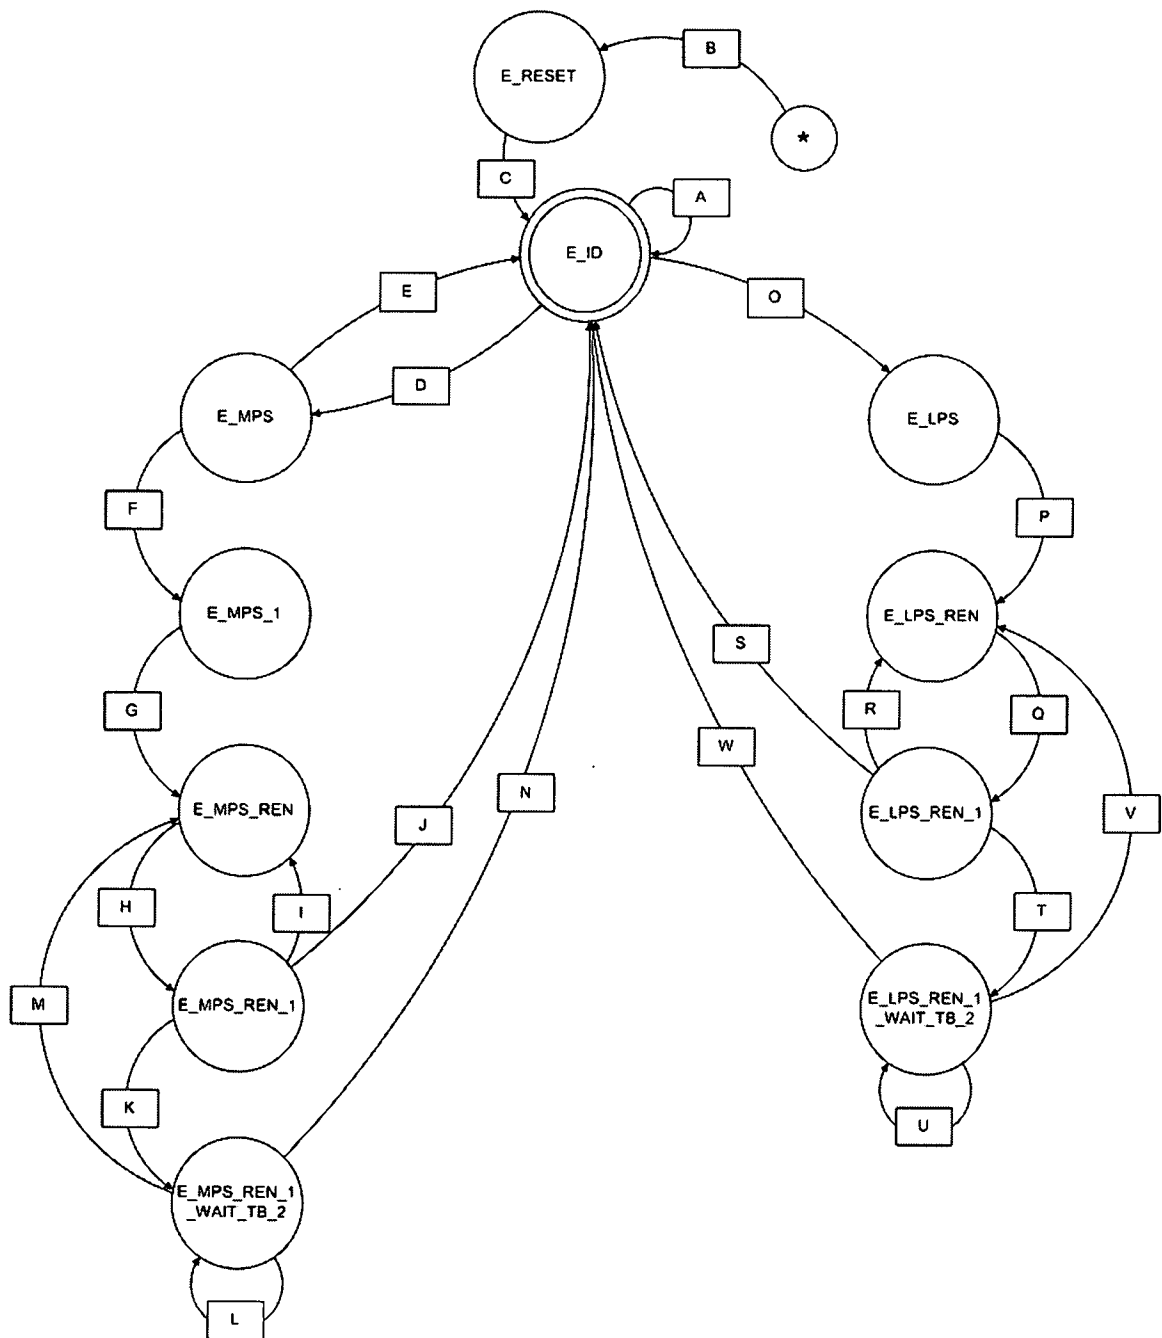 B
E_RESET
*
C
A
E_ID
E
O
D
E_MPS
E_LPS
F
P
E_MPS_1
E_LPS_REN
S
G
R
Q
W
N
E_MPS_REN
E_LPS_REN_1
V
J
H
I
T
E_MPS_REN_1
M
E_LPS_REN_1
_WAIT_TB_2
K
U
E_MPS_REN_1
_WAIT_TB_2
L